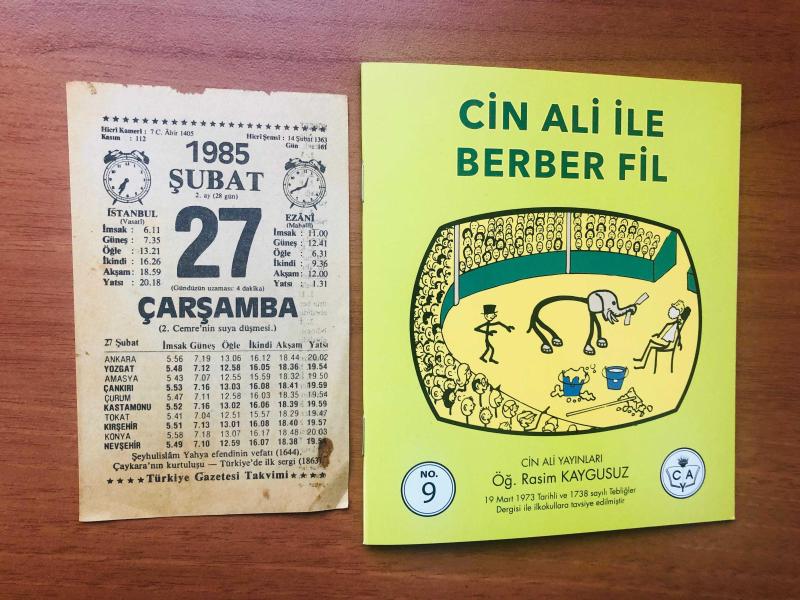 Hicrî Kamerî : 7 C. Âhir 1405
Kasım : 112
Hicrî Şemsî : 14 Şubat 1363
Gün
1985
ŞUBAT
2. ay (28 gün)
27
İSTANBUL
(Vasatî)
İmsak : 6.11
Güneş : 7.35
Öğle : 13.21
İkindi : 16.26
Akşam : 18.59
Yatsı : 20.18
EZÂNİ
(Mahallî)
İmsak : 11.00
Güneş : 12.41
Öğle : 6.31
İkindi : 9.36
Akşam : 12.00
Yatsı : 1.31
(Gündüzün uzaması: 4 dakika)
ÇARŞAMBA
(2. Cemre'nin suya düşmesi.)
27 Şubat İmsak Güneş Öğle İkindi Akşam Yatsı
ANKARA 5.56 7.19 13.06 16.12 18.44 20.02
YOZGAT 5.48 7.12 12.58 16.05 18.36 19.54
AMASYA 5.43 7.07 12.55 15.59 18.32 19.50
ÇANKIRI 5.53 7.16 13.03 16.08 18.41 19.59
ÇURUM 5.47 7.11 12.58 16.03 18.35 19.54
KASTAMONU 5.52 7.16 13.02 16.06 18.39 19.59
TOKAT 5.41 7.04 12.51 15.57 18.29 19.47
KIRŞEHİR 5.51 7.13 13.01 16.08 18.40 19.57
KONYA 5.58 7.18 13.07 16.17 18.48 20.03
NEVŞEHİR 5.49 7.10 12.59 16.07 18.38
Şeyhulislâm Yahya efendinin vefatı (1644).
Çaykara'nın kurtuluşu — Türkiye'de ilk sergi (1863)
★★★★Türkiye Gazetesi Takvimi★★★★
CİN ALİ İLE
BERBER FİL
CİN ALİ YAYINLARI
Öğ. Rasim KAYGUSUZ
19 Mart 1973 Tarihli ve 1738 sayılı Tebliğler
Dergisi ile ilkokullara tavsiye edilmiştir
NO.
9
C A
Y